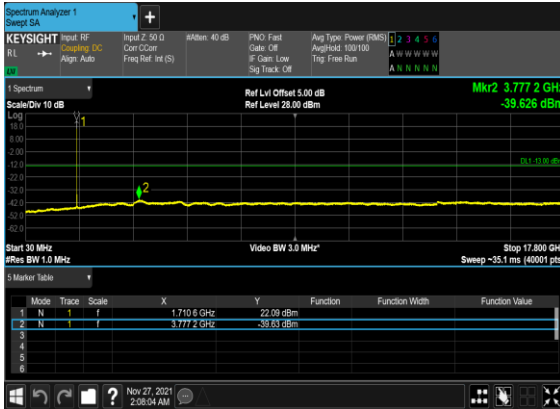 Spectrum Analyzer 1
Swept SA
+
KEYSIGHT Input: RF Input Z: 50 Ω #Atten: 40 dB PNO: Fast Avg Type: Power (RMS) 1 2 3 4 5 6
RL Coupling: DC Corr CCorr Gate: Off Avg|Hold: 100/100 A W W W W W
Align: Auto Freq Ref: Int (S) IF Gain: Low Trig: Free Run
Sig Track: Off A N N N N N
1 Spectrum
Scale/Div 10 dB
Ref Lvl Offset 5.00 dB
Ref Level 28.00 dBm
Mkr2 3.777 2 GHz
-39.626 dBm
Log
18.0
8.00
-2.00
-12.0
-22.0
-32.0
-42.0
-52.0
-62.0
1
2
DL1 -13.00 dBm
Start 30 MHz Video BW 3.0 MHz* Stop 17.800 GHz
#Res BW 1.0 MHz Sweep ~35.1 ms (40001 pts)
5 Marker Table
Mode Trace Scale X Y Function Function Width Function Value
1 N 1 f 1.710 6 GHz 22.09 dBm
2 N 1 f 3.777 2 GHz -39.63 dBm
3
4
5
6
?
Nov 27, 2021
2:08:04 AM